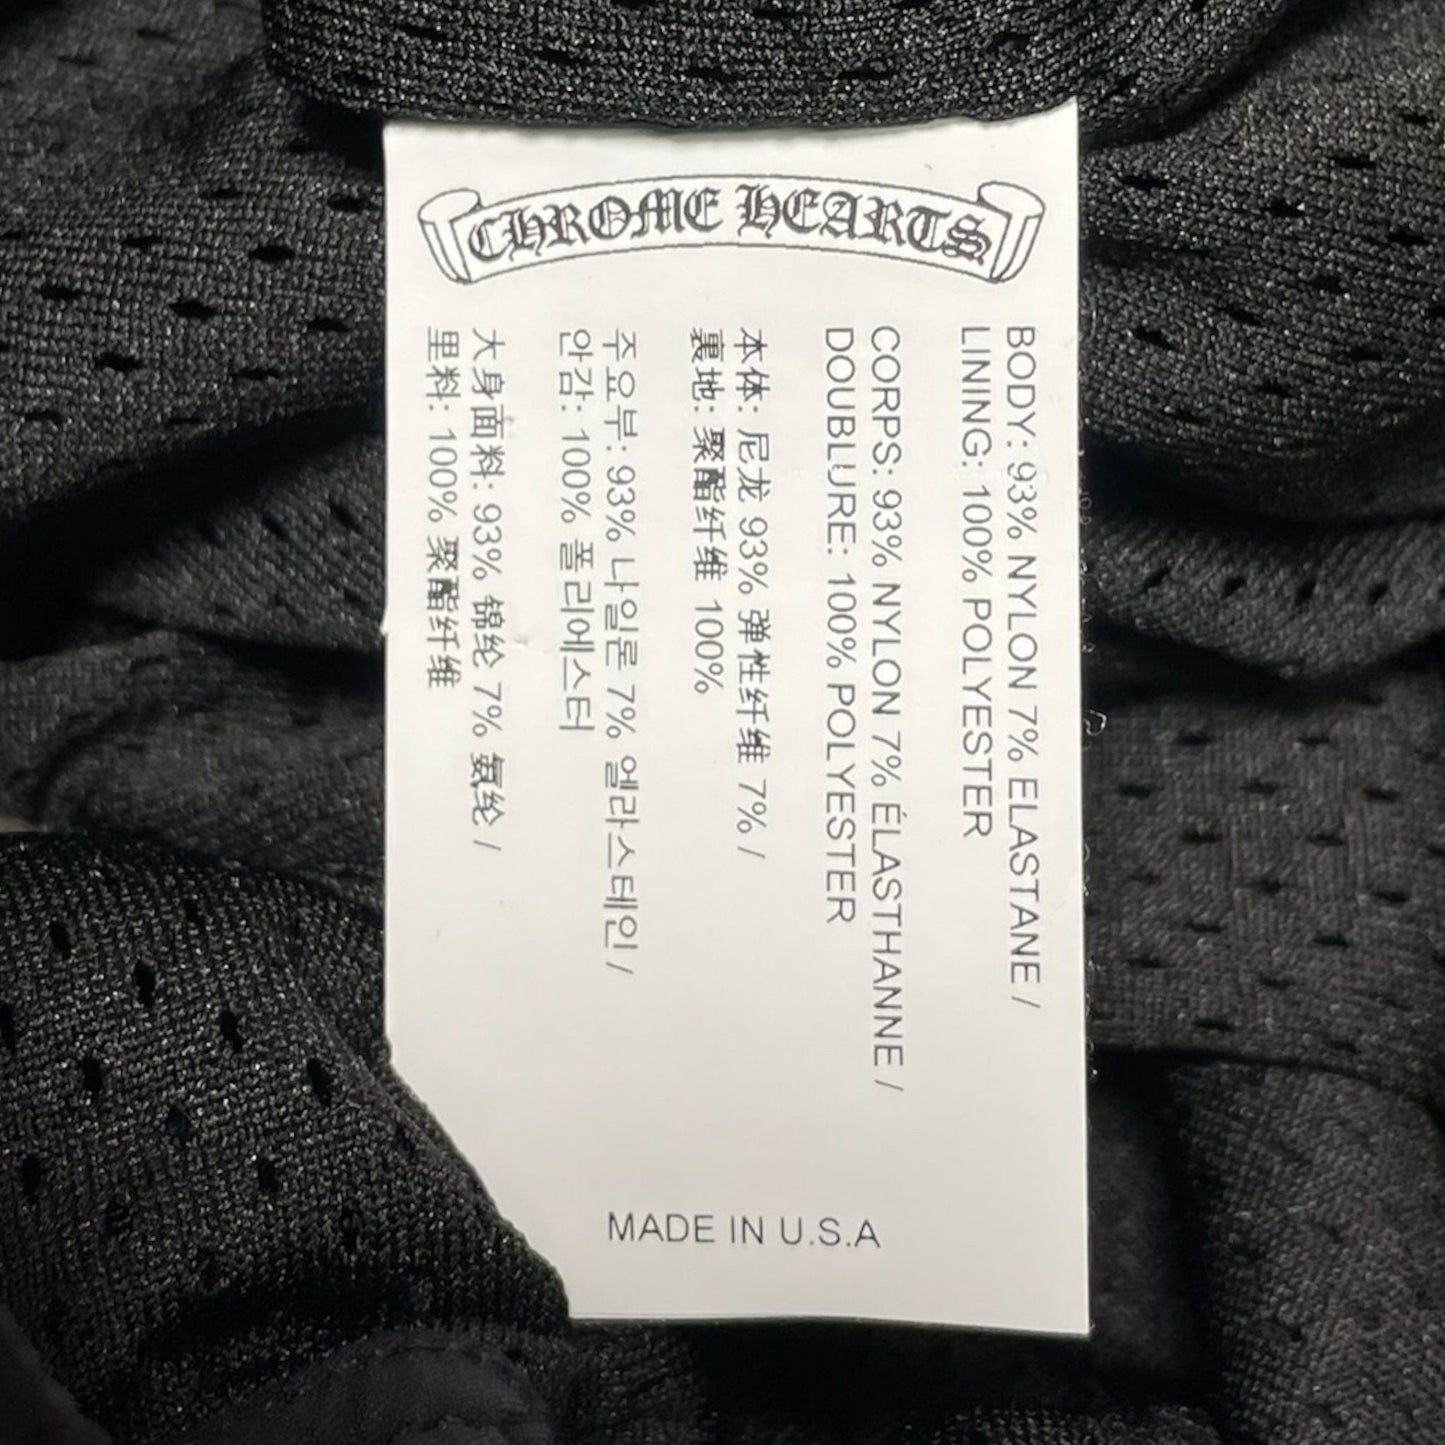 CHROME HEARTS
BODY: 93% NYLON 7% ELASTANE /
LINING: 100% POLYESTER
CORPS: 93% NYLON 7% ÉLASTHANNE /
DOUBLURE: 100% POLYESTER
本体: 尼龙 93% 弹性纤维 7% /
裏地: 聚酯纤维 100%
주요부: 93% 나일론 7% 엘라스테인 /
안감: 100% 폴리에스터
大身面料: 93% 锦纶 7% 氨纶 /
里料: 100% 聚酯纤维
MADE IN U.S.A